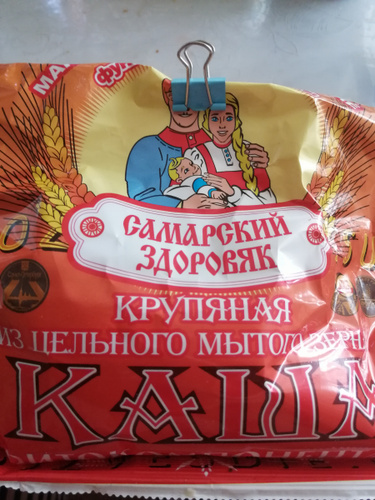 САМАРСКИЙ
ЗДОРОВЯК
КРУПЯНАЯ
ИЗ ЦЕЛЬНОГО МЫТОГО ЗЕРНА
КАША